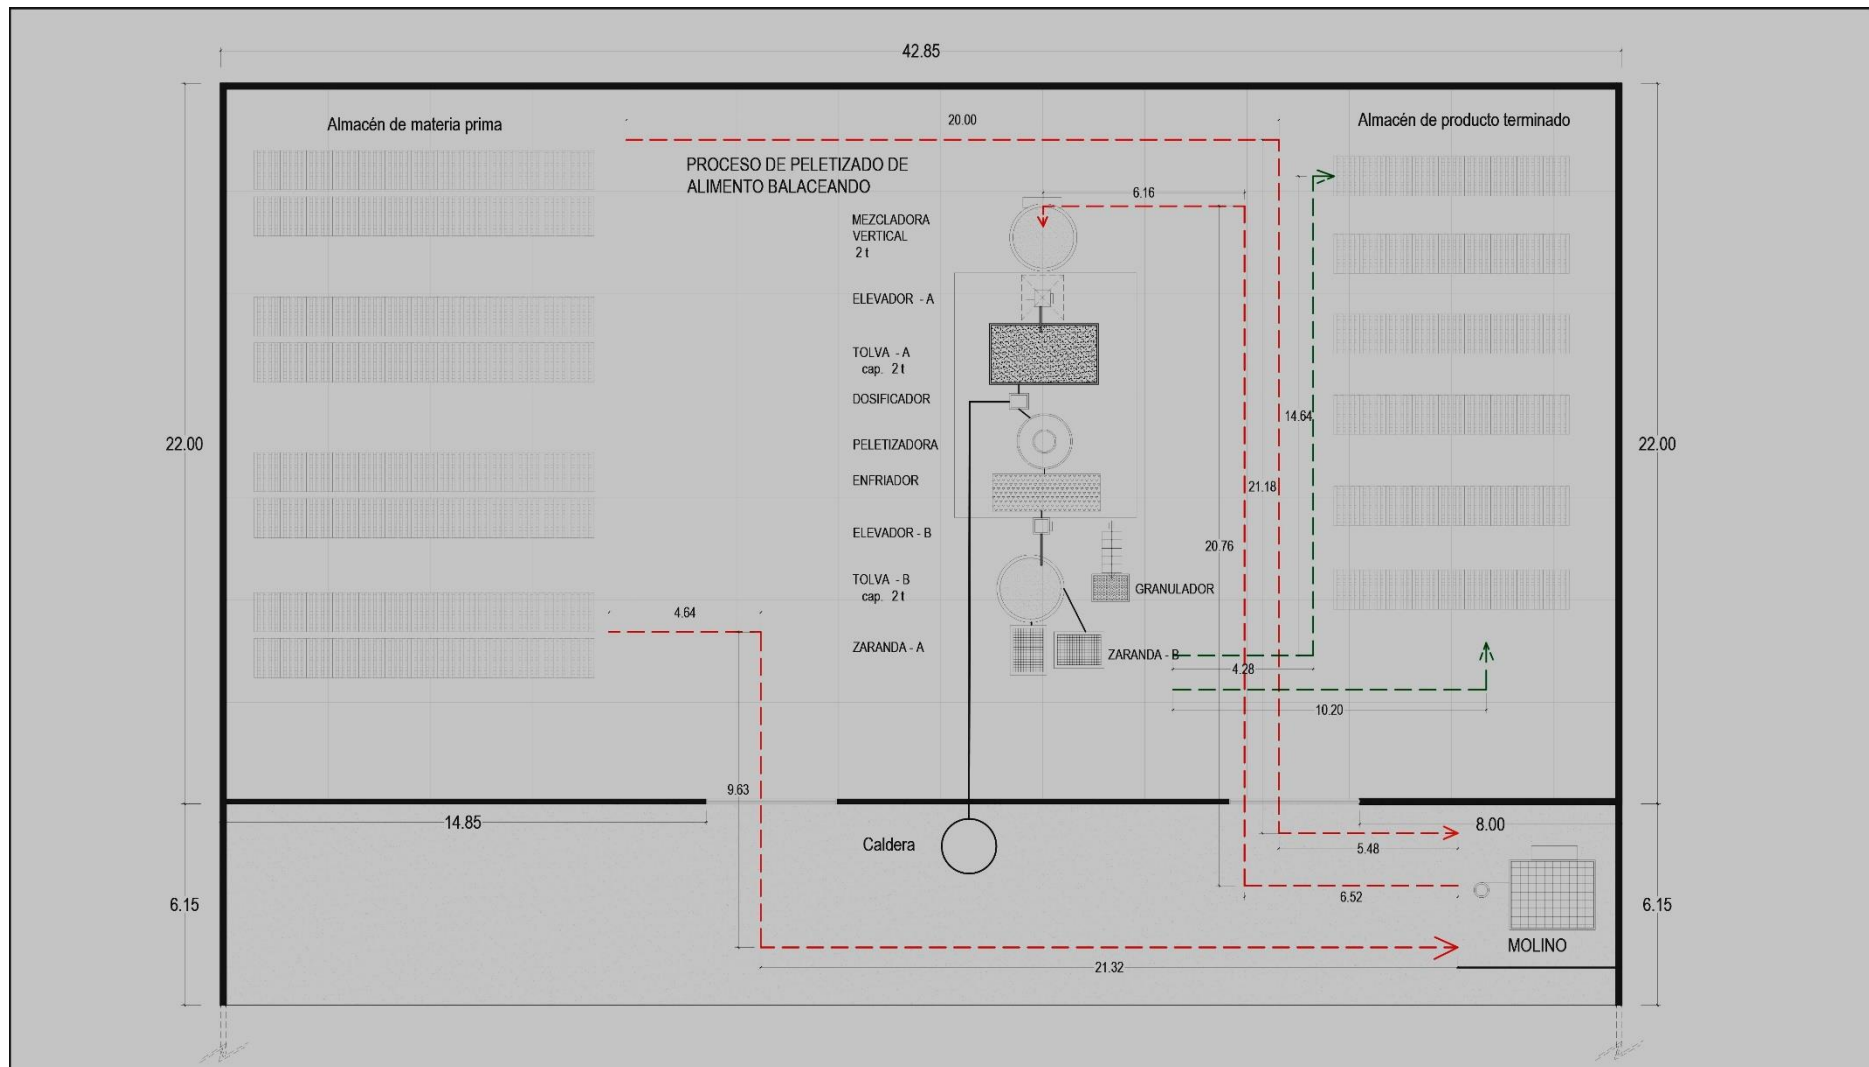 42.85
Almacén de materia prima
20.00
Almacén de producto terminado
PROCESO DE PELETIZADO DE
ALIMENTO BALACEANDO
6.16
MEZCLADORA
VERTICAL
2 t
ELEVADOR - A
TOLVA - A
cap. 2 t
DOSIFICADOR
14.64
22.00
PELETIZADORA
22.00
ENFRIADOR
21.18
ELEVADOR - B
20.76
TOLVA - B
cap. 2 t
GRANULADOR
4.64
ZARANDA - A
ZARANDA - B
4.28
10.20
9.63
14.85
8.00
Caldera
5.48
6.52
6.15
6.15
MOLINO
21.32